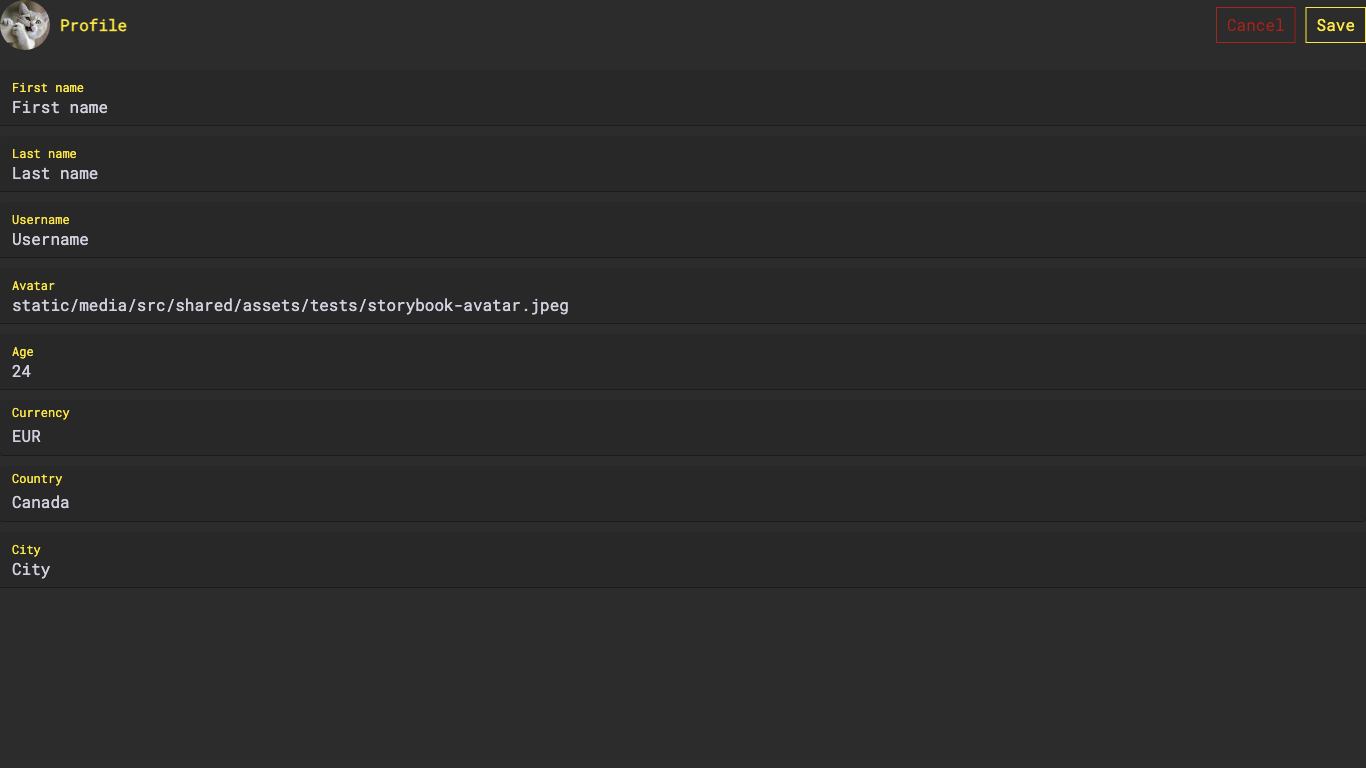 Profile
Cancel
Save
First name
First name
Last name
Last name
Username
Username
Avatar
static/media/src/shared/assets/tests/storybook-avatar.jpeg
Age
24
Currency
EUR
Country
Canada
City
City